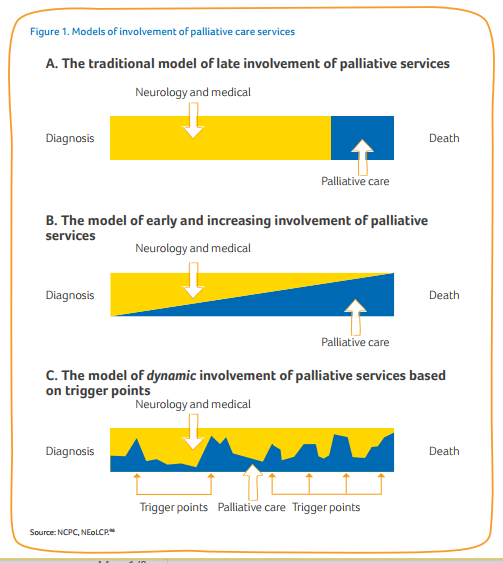 Figure 1. Models of involvement of palliative care services
A. The traditional model of late involvement of palliative services
Neurology and medical
Diagnosis
Death
Palliative care
B. The model of early and increasing involvement of palliative
services
Neurology and medical
Diagnosis
Death
Palliative care
C. The model of dynamic involvement of palliative services based
on trigger points
Neurology and medical
Diagnosis
Death
Trigger points
Palliative care
Trigger points
Source: NCPC, NEoLCP.